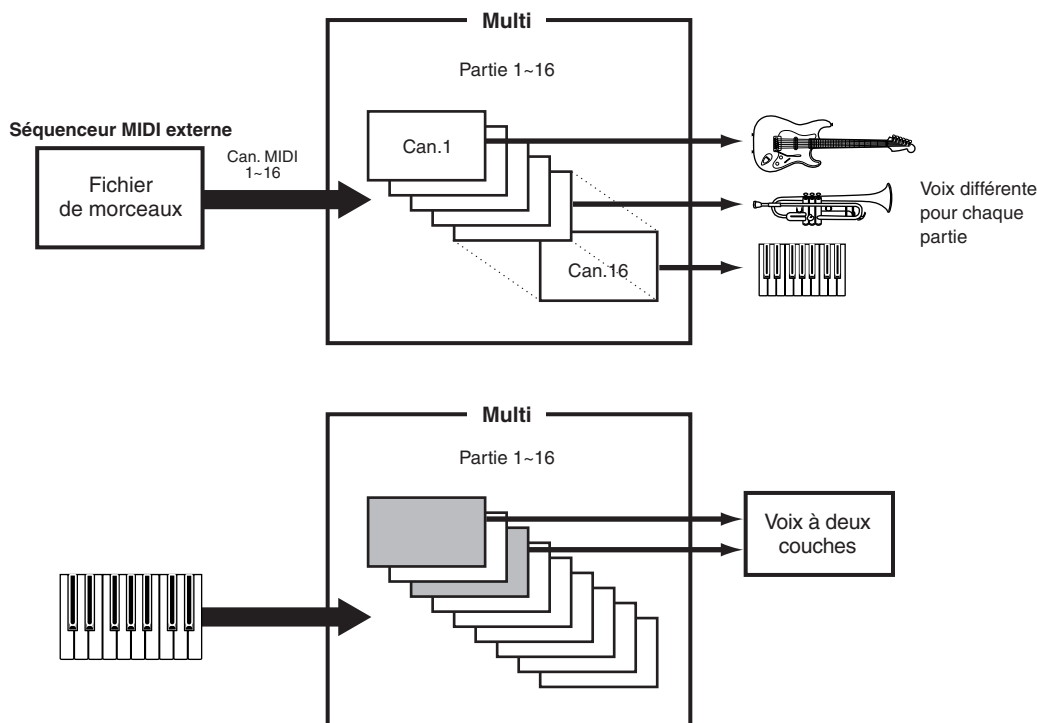 Multi
Partie 1~16
Séquenceur MIDI externe
Can. MIDI
1~16
Fichier
de morceaux
Can.1
Can.16
Voix différente
pour chaque
partie
Multi
Partie 1~16
Voix à deux
couches